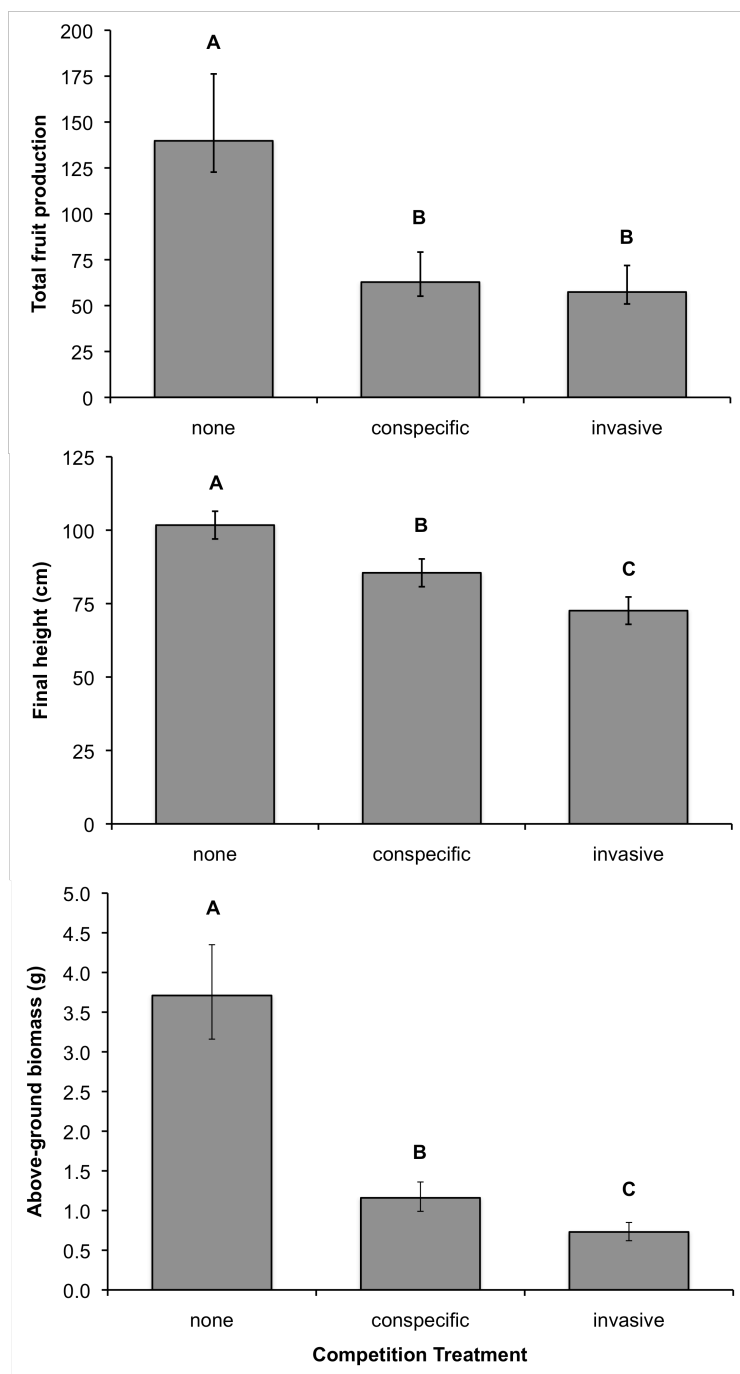 Total fruit production
200
175
150
125
100
75
50
25
0
A
B
B
none conspecific invasive
Final height (cm)
125
100
75
50
25
0
A
B
C
none conspecific invasive
Above-ground biomass (g)
5.0
4.5
4.0
3.5
3.0
2.5
2.0
1.5
1.0
0.5
0.0
A
B
C
none conspecific invasive
Competition Treatment